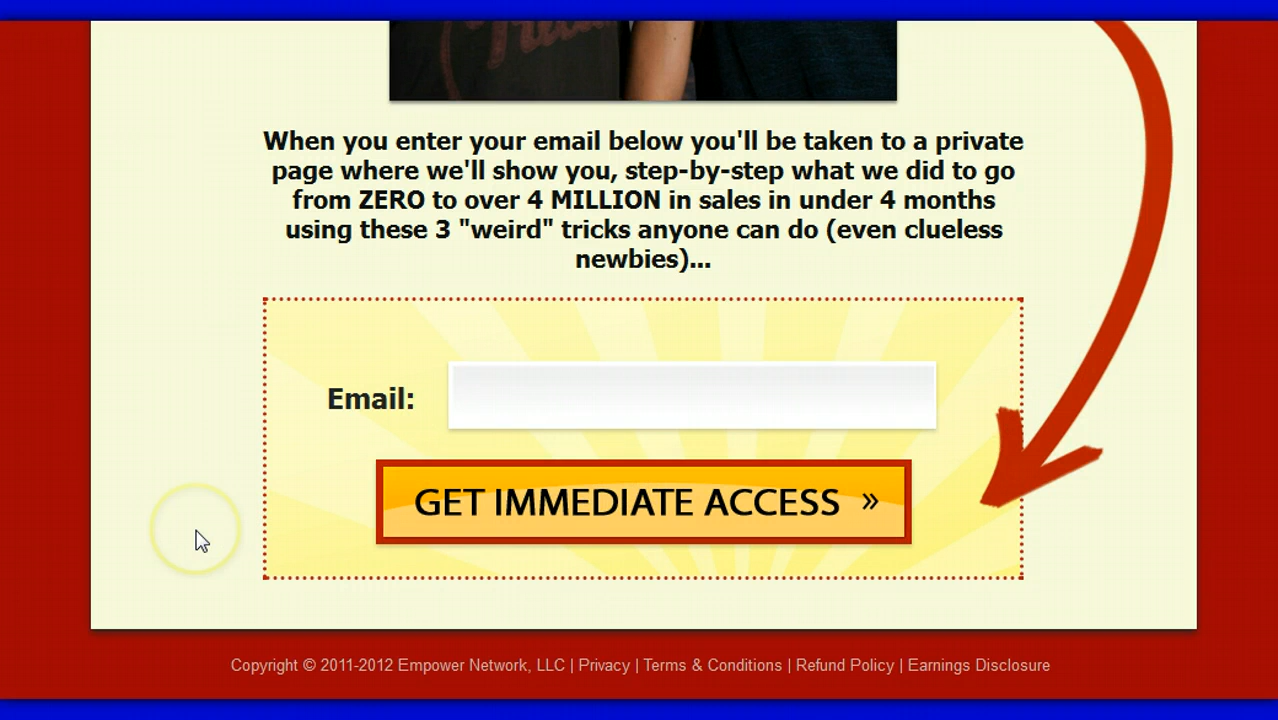 When you enter your email below you'll be taken to a private
page where we'll show you, step-by-step what we did to go
from ZERO to over 4 MILLION in sales in under 4 months
using these 3 "weird" tricks anyone can do (even clueless
newbies)...
Email:
GET IMMEDIATE ACCESS »
Copyright © 2011-2012 Empower Network, LLC | Privacy | Terms & Conditions | Refund Policy | Earnings Disclosure